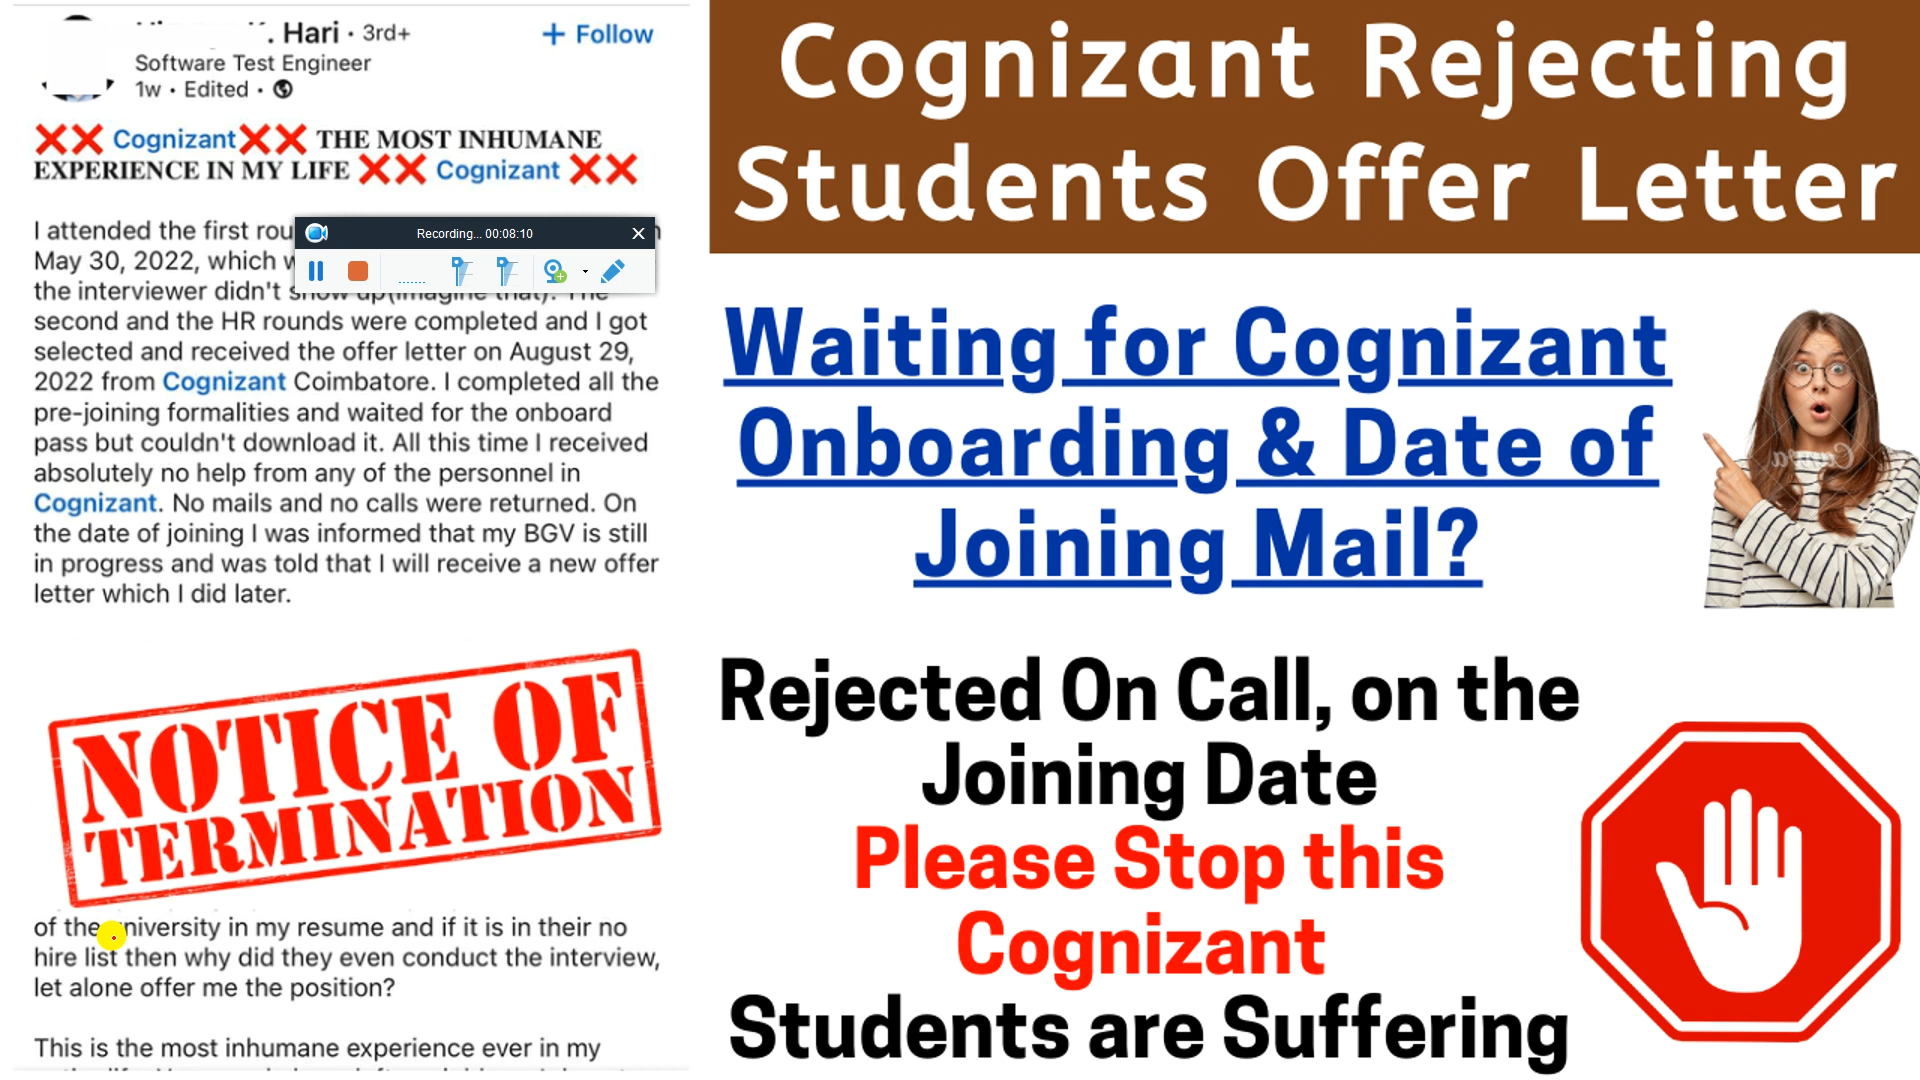 . Hari • 3rd+
+ Follow
Software Test Engineer
1w • Edited •
❌❌ Cognizant❌❌ THE MOST INHUMANE
EXPERIENCE IN MY LIFE ❌❌ Cognizant ❌❌
I attended the first
May 30, 2022, which
the interviewer didn't show up(imagine that). The
second and the HR rounds were completed and I got
selected and received the offer letter on August 29,
2022 from Cognizant Coimbatore. I completed all the
pre-joining formalities and waited for the onboard
pass but couldn't download it. All this time I received
absolutely no help from any of the personnel in
Cognizant. No mails and no calls were returned. On
the date of joining I was informed that my BGV is still
in progress and was told that I will receive a new offer
letter which I did later.
Recording... 00:08:10
NOTICE OF
TERMINATION
of the university in my resume and if it is in their no
hire list then why did they even conduct the interview,
let alone offer me the position?
This is the most inhumane experience ever in my
Cognizant Rejecting
Students Offer Letter
Waiting for Cognizant
Onboarding & Date of
Joining Mail?
Canva
Rejected On Call, on the
Joining Date
Please Stop this
Cognizant
Students are Suffering